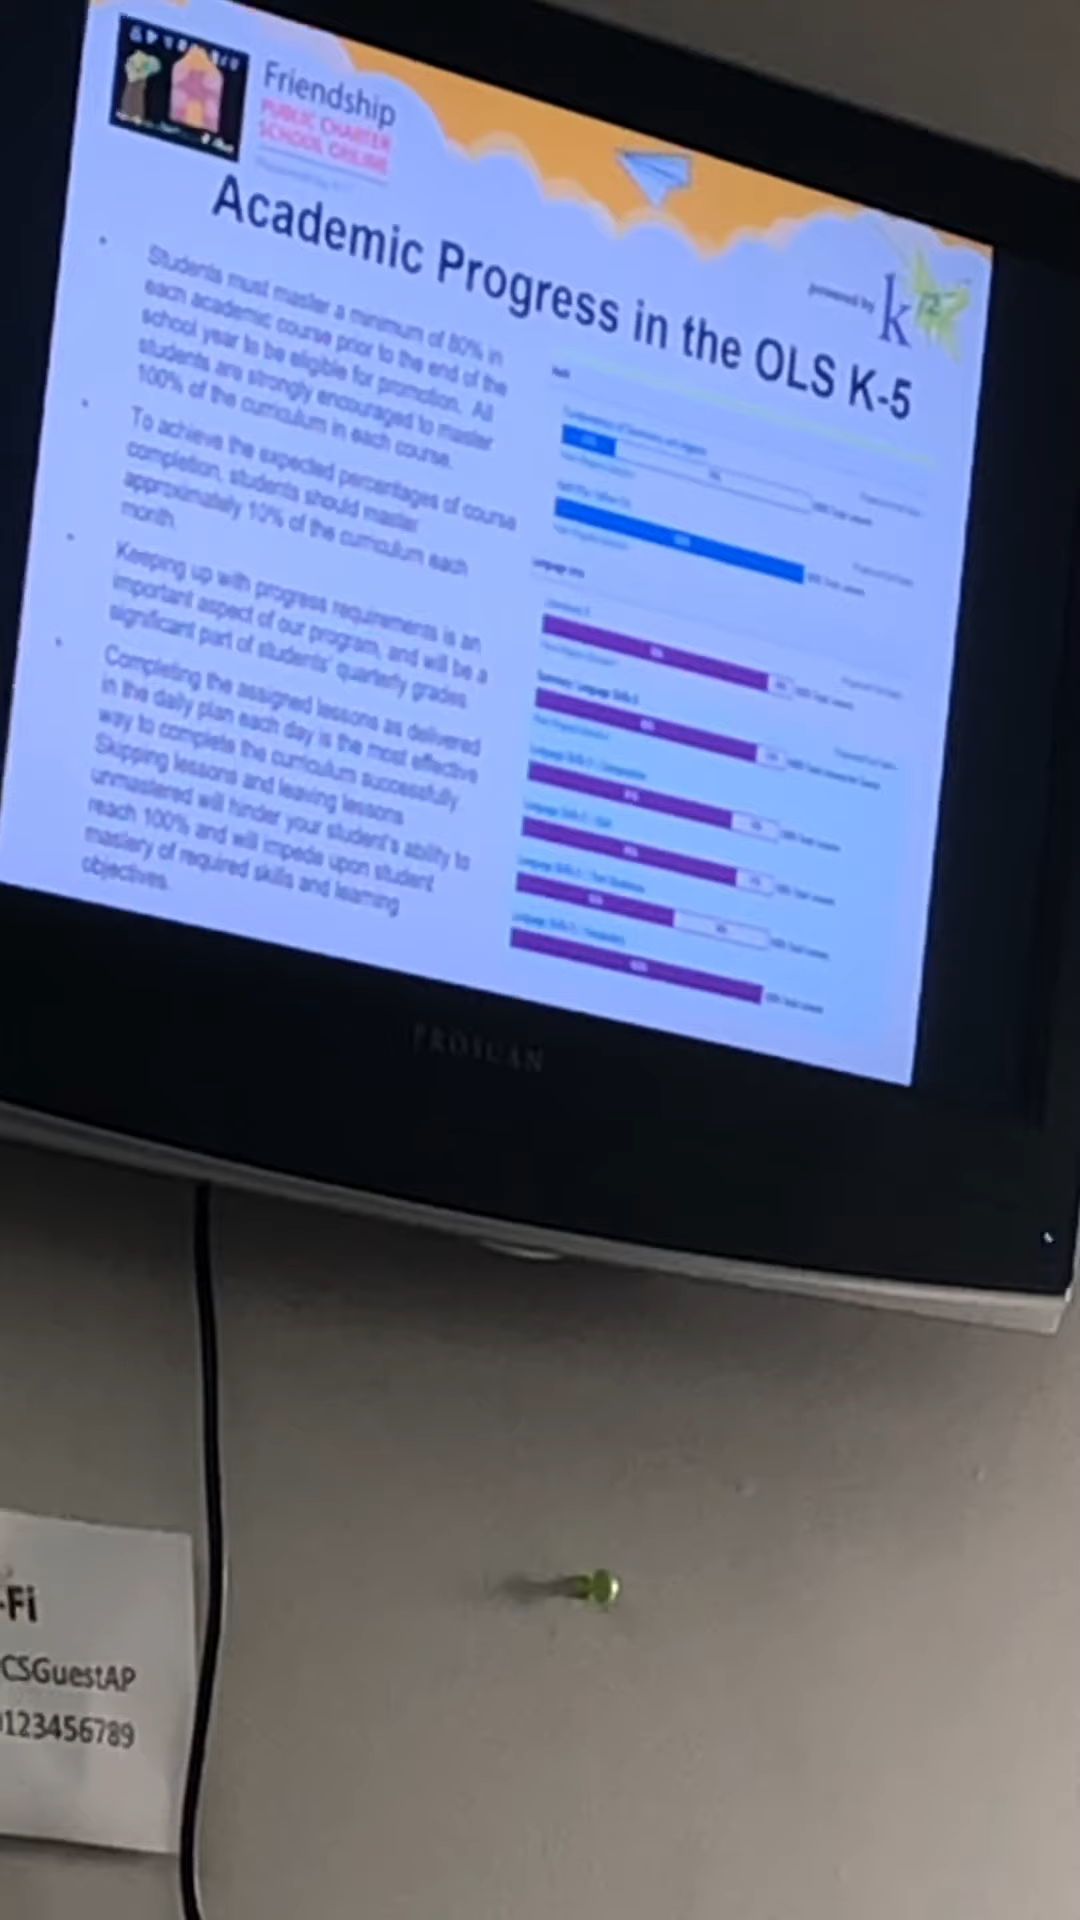 Friendship
PUBLIC CHARTER
SCHOOL ONLINE
Academic Progress in the OLS K-5
powered by
k12
Students must master a minimum of 80% in
each academic course prior to the end of the
school year to be eligible for promotion. All
students are strongly encouraged to master
100% of the curriculum in each course.
To achieve the expected percentages of course
completion, students should master
approximately 10% of the curriculum each
month.
Keeping up with progress requirements is an
important aspect of our program, and will be a
significant part of students' quarterly grades.
Completing the assigned lessons as delivered
in the daily plan each day is the most effective
way to complete the curriculum successfully.
Skipping lessons and leaving lessons
unmastered will hinder your student's ability to
reach 100% and will impede upon student
mastery of required skills and learning
objectives.
Math
Language Arts
PROSCAN
-Fi
CSGuestAP
0123456789